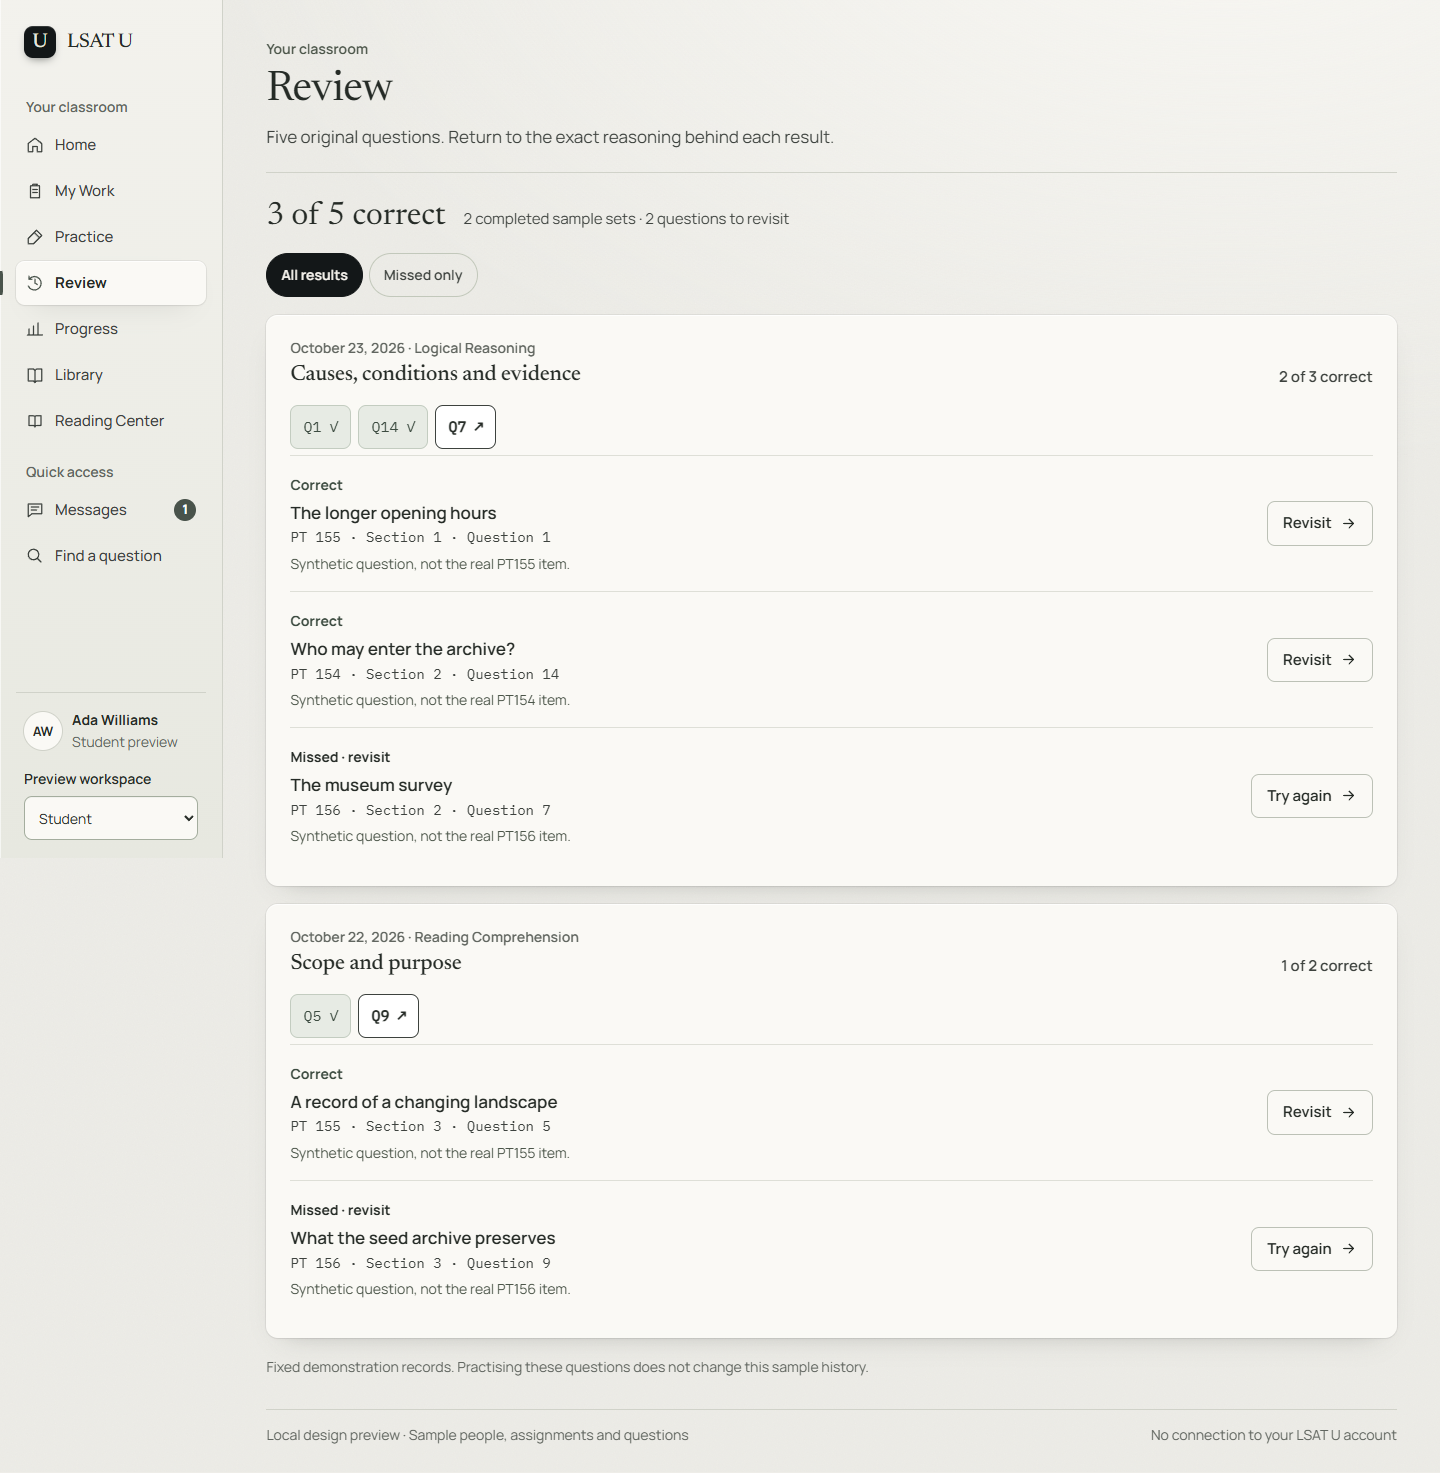 U LSAT U
Your classroom
Home
My Work
Practice
Review
Progress
Library
Reading Center
Quick access
Messages 1
Find a question
AW Ada Williams
Student preview
Preview workspace
Student
Your classroom
Review
Five original questions. Return to the exact reasoning behind each result.
3 of 5 correct 2 completed sample sets · 2 questions to revisit
All results Missed only
October 23, 2026 · Logical Reasoning
Causes, conditions and evidence
2 of 3 correct
Q1 √ Q14 √ Q7 ↗
Correct
The longer opening hours
PT 155 · Section 1 · Question 1
Synthetic question, not the real PT155 item.
Revisit →
Correct
Who may enter the archive?
PT 154 · Section 2 · Question 14
Synthetic question, not the real PT154 item.
Revisit →
Missed · revisit
The museum survey
PT 156 · Section 2 · Question 7
Synthetic question, not the real PT156 item.
Try again →
October 22, 2026 · Reading Comprehension
Scope and purpose
1 of 2 correct
Q5 √ Q9 ↗
Correct
A record of a changing landscape
PT 155 · Section 3 · Question 5
Synthetic question, not the real PT155 item.
Revisit →
Missed · revisit
What the seed archive preserves
PT 156 · Section 3 · Question 9
Synthetic question, not the real PT156 item.
Try again →
Fixed demonstration records. Practising these questions does not change this sample history.
Local design preview · Sample people, assignments and questions
No connection to your LSAT U account